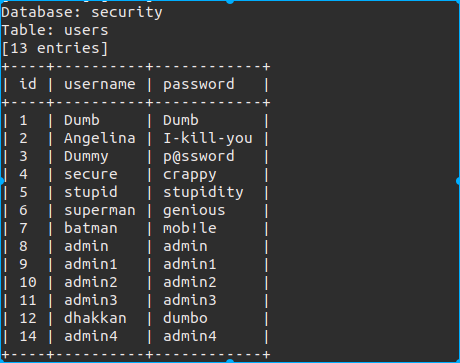 Database: security
Table: users
[13 entries]
+----+----------+------------+
| id | username | password   |
+----+----------+------------+
| 1  | Dumb     | Dumb       |
| 2  | Angelina | I-kill-you |
| 3  | Dummy    | p@ssword   |
| 4  | secure   | crappy     |
| 5  | stupid   | stupidity  |
| 6  | superman | genious    |
| 7  | batman   | mob!le     |
| 8  | admin    | admin      |
| 9  | admin1   | admin1     |
| 10 | admin2   | admin2     |
| 11 | admin3   | admin3     |
| 12 | dhakkan  | dumbo      |
| 14 | admin4   | admin4     |
+----+----------+------------+